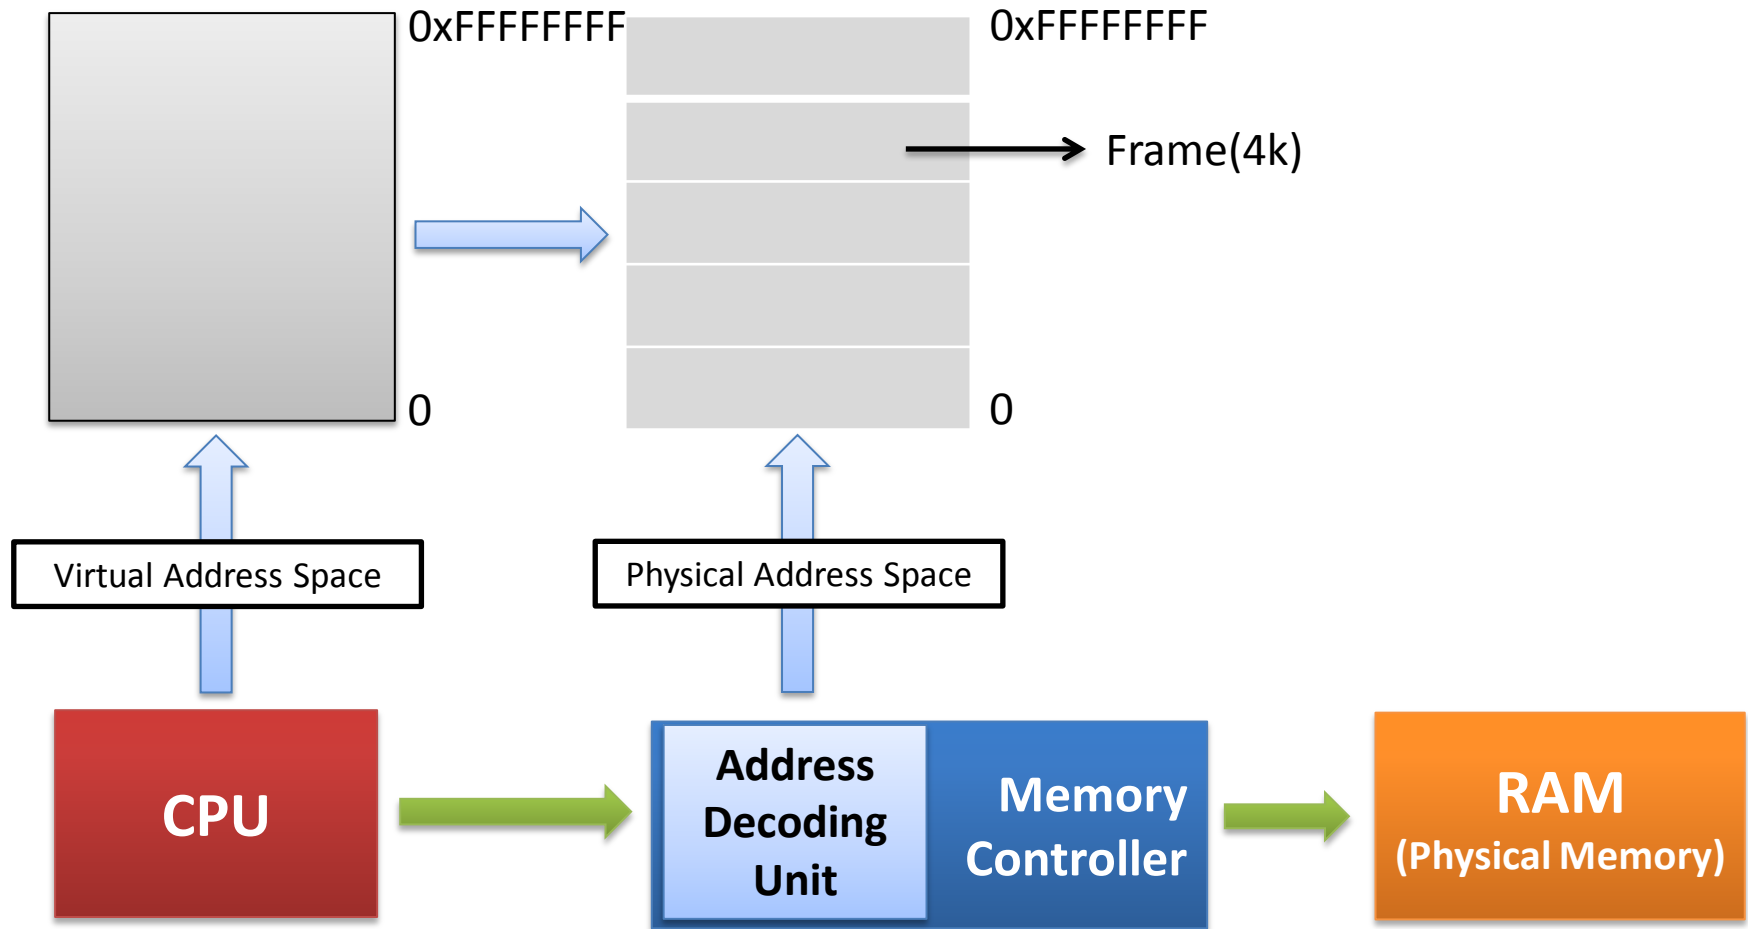 0xFFFFFFFF
0xFFFFFFFF
Frame(4k)
0
0
Virtual Address Space
Physical Address Space
CPU
Address
Decoding
Unit
Memory
Controller
RAM
(Physical Memory)